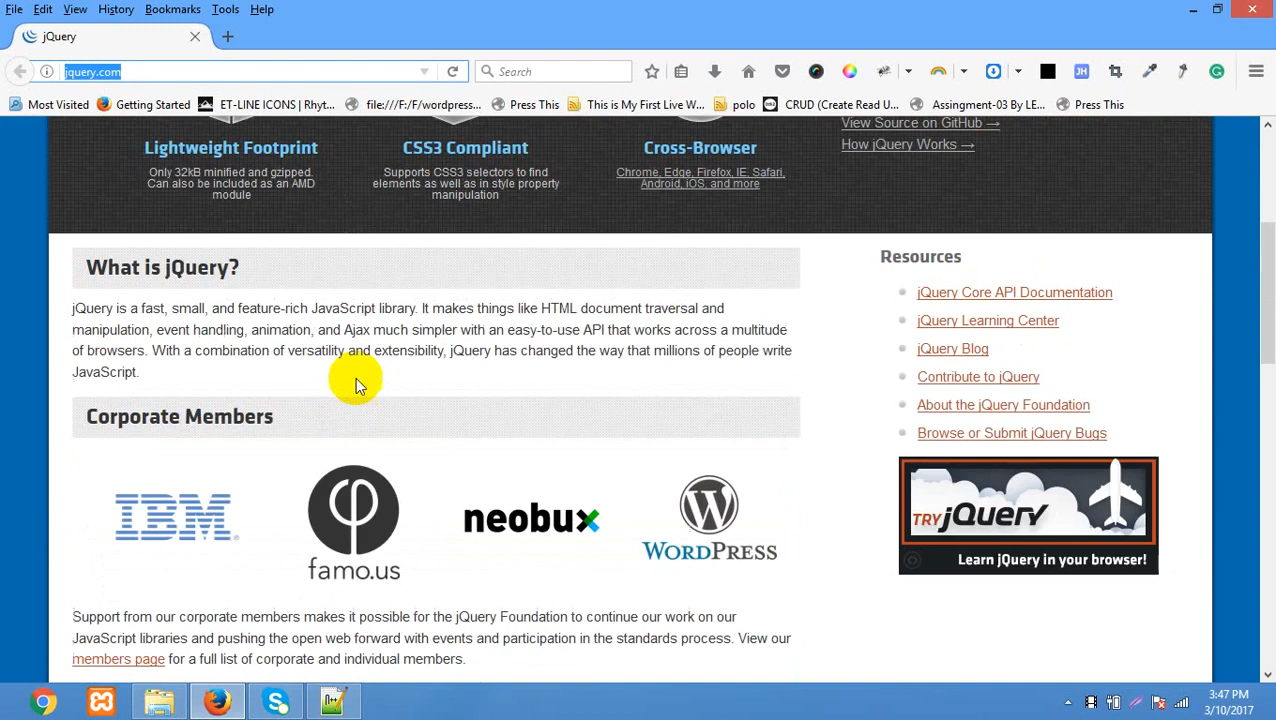 File Edit View History Bookmarks Tools Help
jQuery
jquery.com
Search
JH
Most Visited Getting Started ET-LINE ICONS | Rhyt... file:///F:/F/wordpress... Press This This is My First Live W... polo CRUD (Create Read U... Assingment-03 By LE... Press This
View Source on GitHub →
How jQuery Works →
Lightweight Footprint
Only 32kB minified and gzipped.
Can also be included as an AMD
module
CSS3 Compliant
Supports CSS3 selectors to find
elements as well as in style property
manipulation
Cross-Browser
Chrome, Edge, Firefox, IE, Safari,
Android, iOS, and more
What is jQuery?
jQuery is a fast, small, and feature-rich JavaScript library. It makes things like HTML document traversal and
manipulation, event handling, animation, and Ajax much simpler with an easy-to-use API that works across a multitude
of browsers. With a combination of versatility and extensibility, jQuery has changed the way that millions of people write
JavaScript.
Corporate Members
IBM
famo.us
neobux
WORDPRESS
Support from our corporate members makes it possible for the jQuery Foundation to continue our work on our
JavaScript libraries and pushing the open web forward with events and participation in the standards process. View our
members page for a full list of corporate and individual members.
Resources
jQuery Core API Documentation
jQuery Learning Center
jQuery Blog
Contribute to jQuery
About the jQuery Foundation
Browse or Submit jQuery Bugs
TRY jQuery
Learn jQuery in your browser!
3:47 PM
3/10/2017